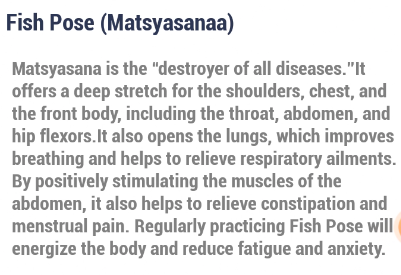 Fish Pose (Matsyasanaa)
Matsyasana is the “destroyer of all diseases.”It
offers a deep stretch for the shoulders, chest, and
the front body, including the throat, abdomen, and
hip flexors.It also opens the lungs, which improves
breathing and helps to relieve respiratory ailments.
By positively stimulating the muscles of the
abdomen, it also helps to relieve constipation and
menstrual pain. Regularly practicing Fish Pose will
energize the body and reduce fatigue and anxiety.